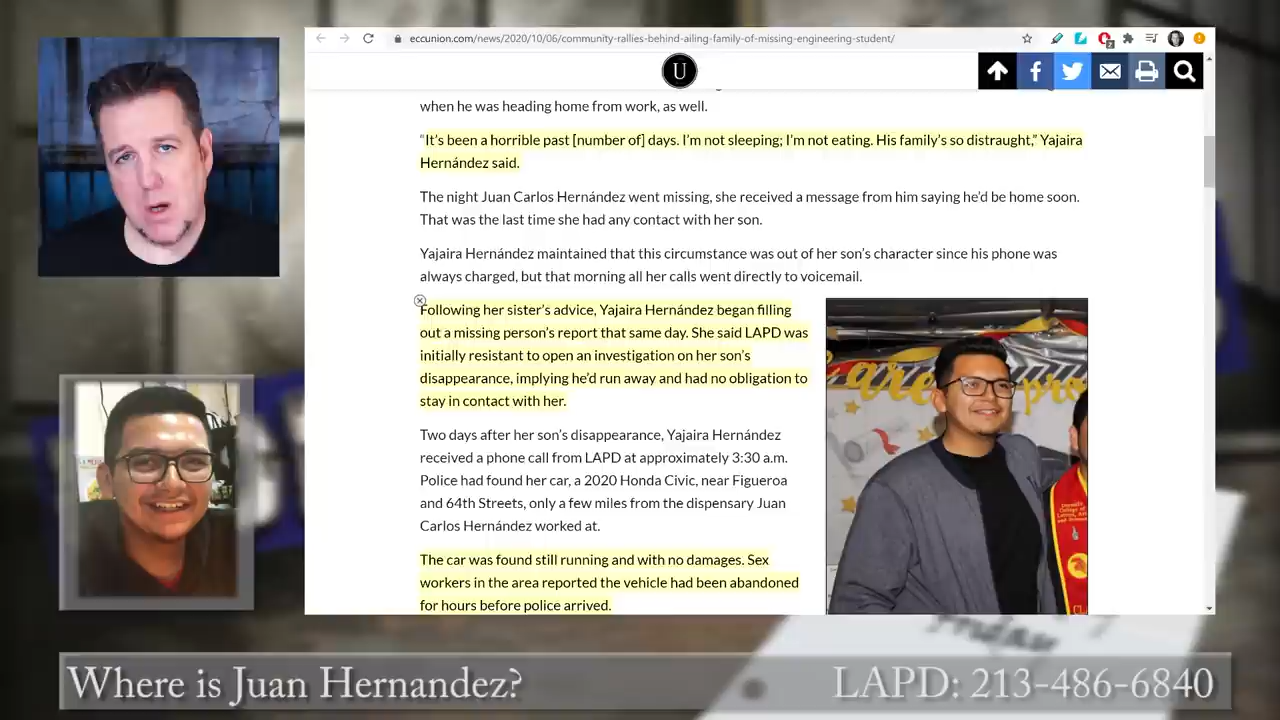 eccunion.com/news/2020/10/06/community-rallies-behind-ailing-family-of-missing-engineering-student/
U
when he was heading home from work, as well.
“It’s been a horrible past [number of] days. I’m not sleeping; I’m not eating. His family’s so distraught,” Yajaira
Hernández said.
The night Juan Carlos Hernández went missing, she received a message from him saying he’d be home soon.
That was the last time she had any contact with her son.
Yajaira Hernández maintained that this circumstance was out of her son’s character since his phone was
always charged, but that morning all her calls went directly to voicemail.
Following her sister’s advice, Yajaira Hernández began filling
out a missing person’s report that same day. She said LAPD was
initially resistant to open an investigation on her son’s
disappearance, implying he’d run away and had no obligation to
stay in contact with her.
Two days after her son’s disappearance, Yajaira Hernández
received a phone call from LAPD at approximately 3:30 a.m.
Police had found her car, a 2020 Honda Civic, near Figueroa
and 64th Streets, only a few miles from the dispensary Juan
Carlos Hernández worked at.
The car was found still running and with no damages. Sex
workers in the area reported the vehicle had been abandoned
for hours before police arrived.
are pro
Friday
Where is Juan Hernandez?
LAPD: 213-486-6840